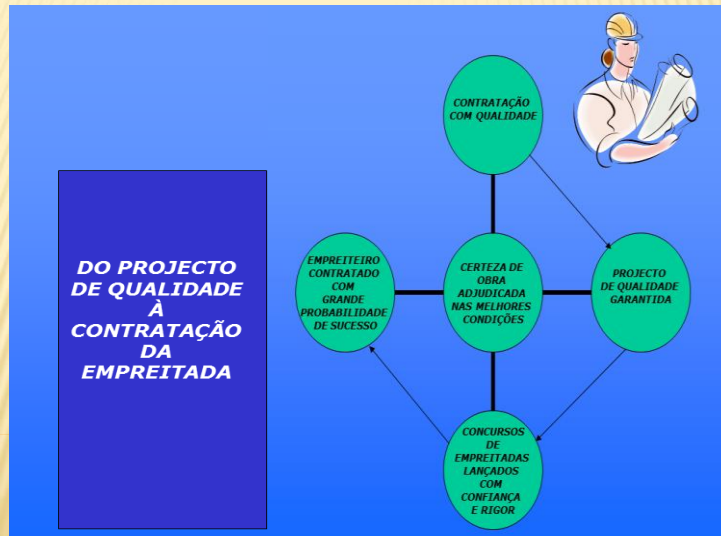 DO PROJECTO
DE QUALIDADE
À
CONTRATAÇÃO
DA
EMPREITADA
CONTRATAÇÃO
COM QUALIDADE
EMPREITEIRO
CONTRATADO
COM
GRANDE
PROBABILIDADE
DE SUCESSO
CERTEZA DE
OBRA
ADJUDICADA
NAS MELHORES
CONDIÇÕES
PROJECTO
DE QUALIDADE
GARANTIDA
CONCURSOS
DE
EMPREITADAS
LANÇADOS
COM
CONFIANÇA
E RIGOR